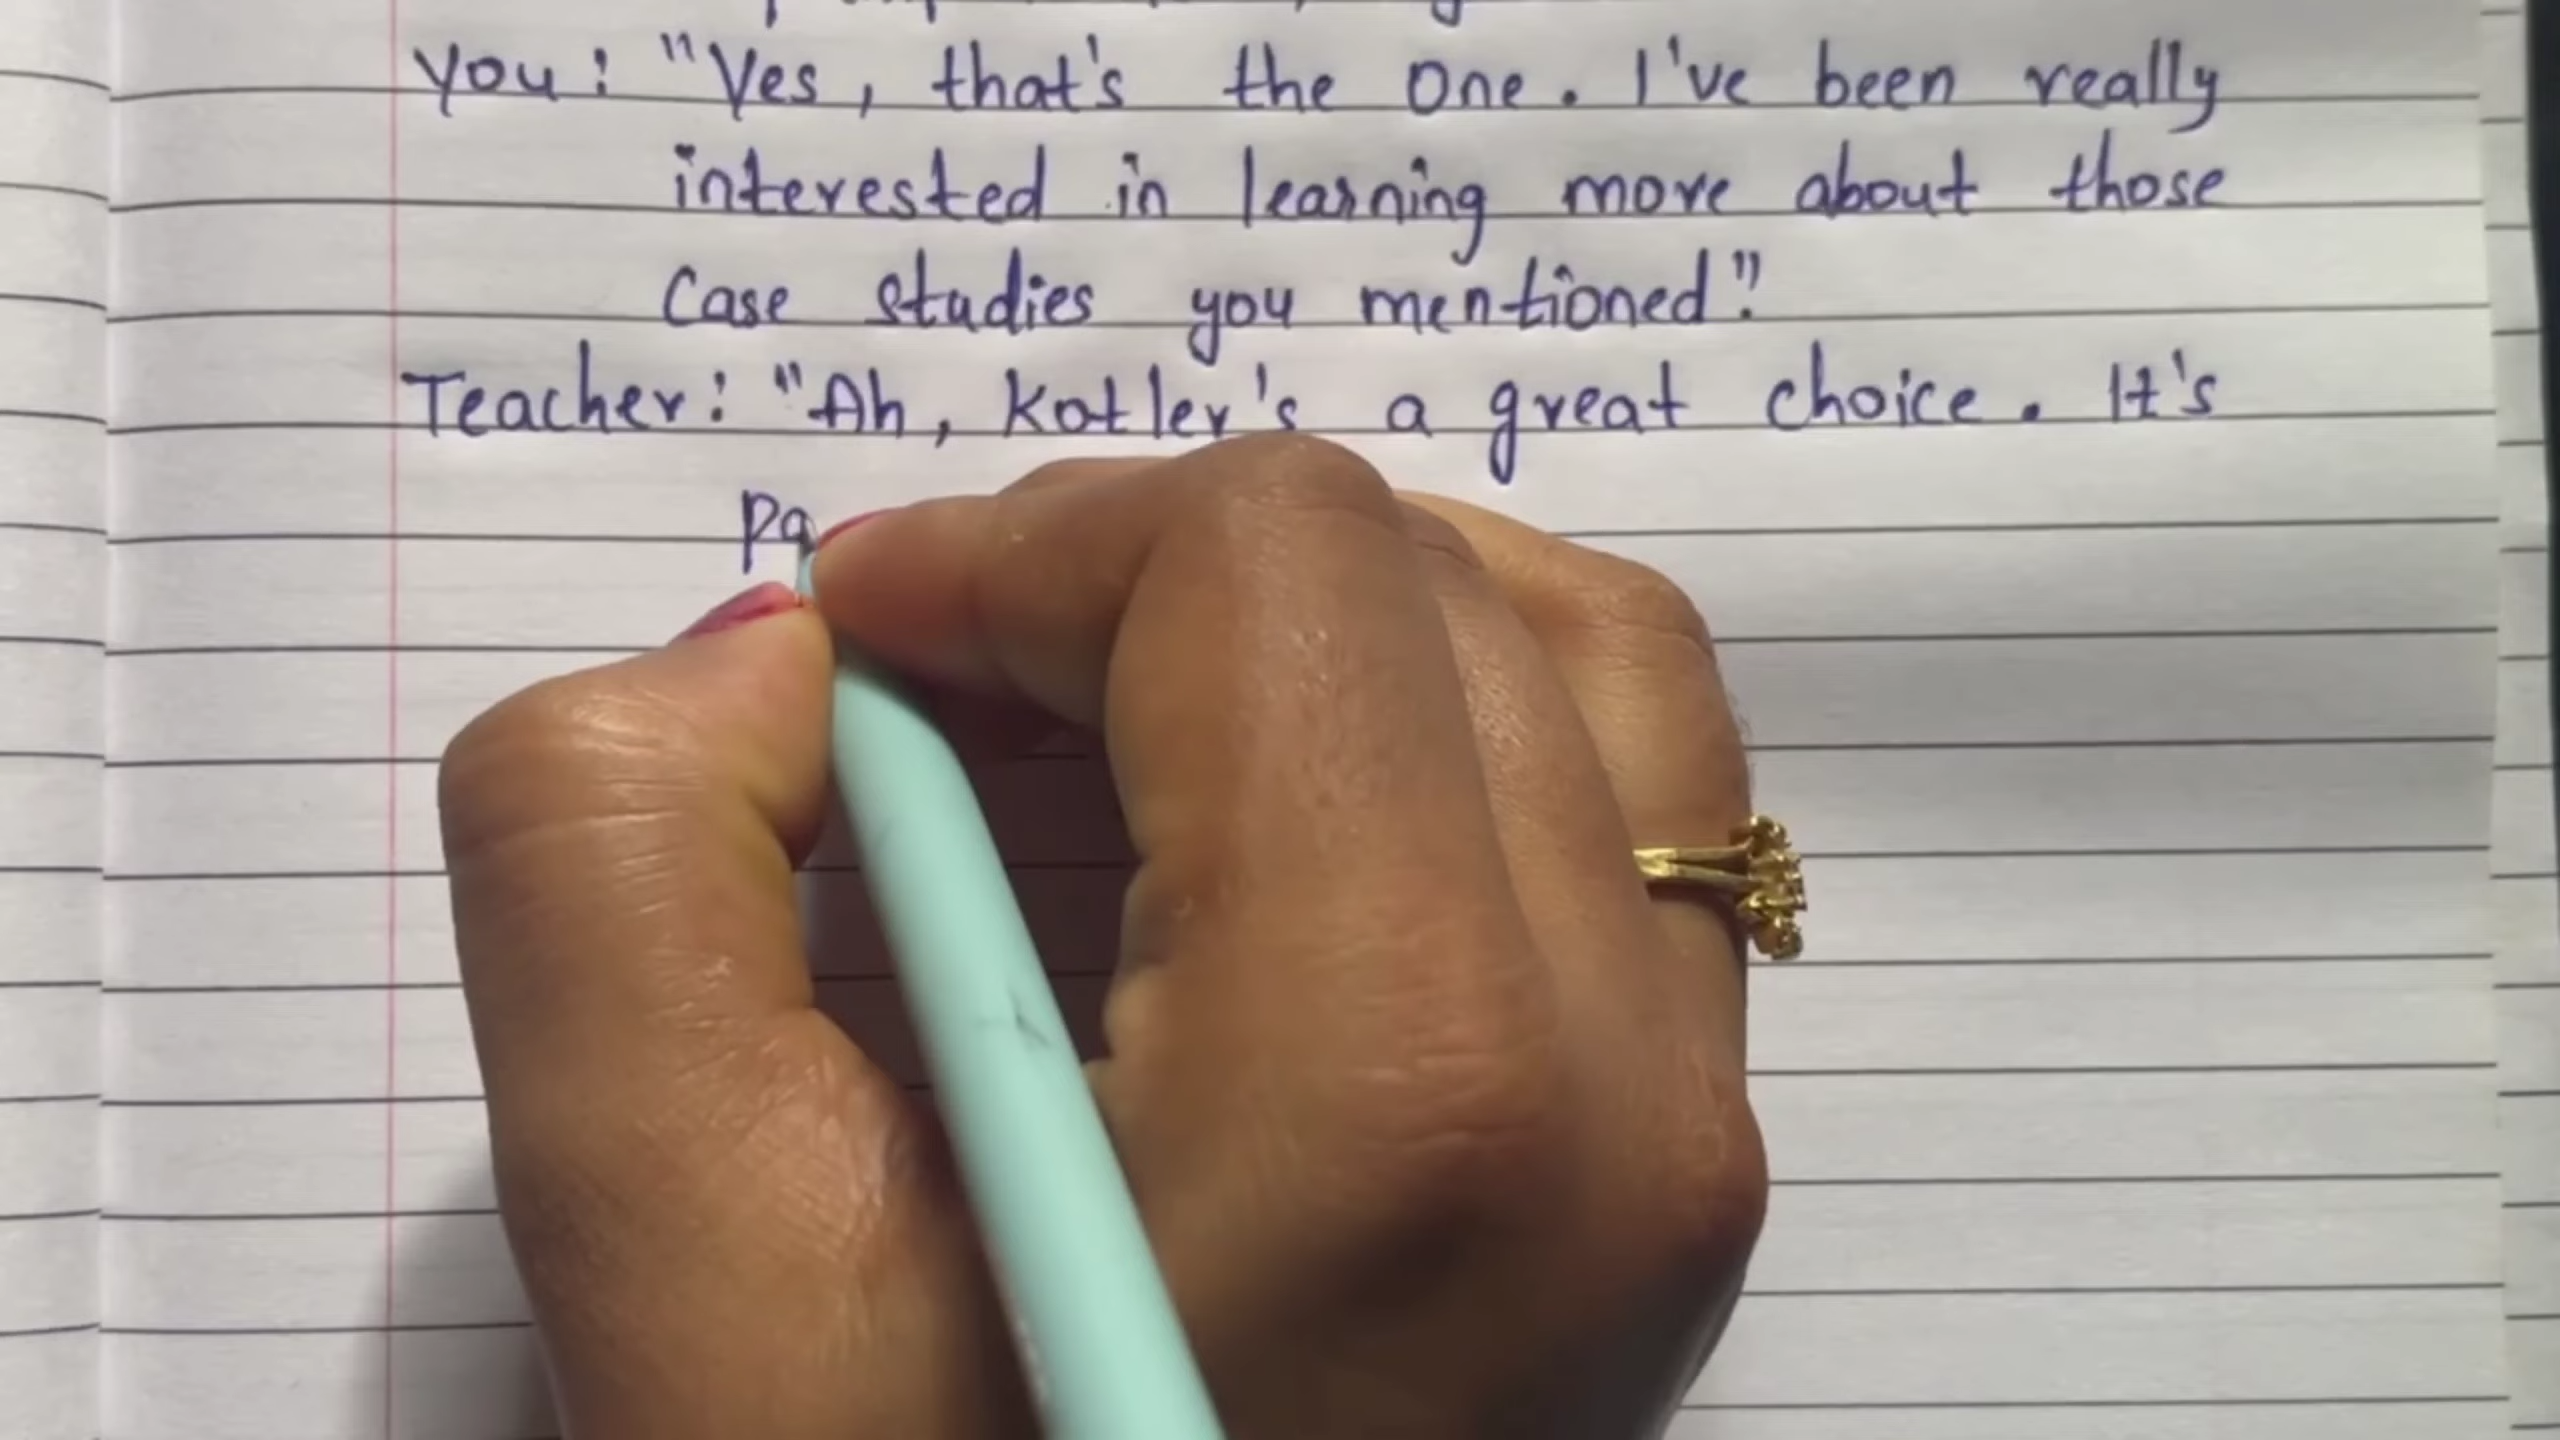 You: "Yes, that's the One. I've been really
interested in learning more about those
Case studies you mentioned."
Teacher: "Ah, Kotler's a great choice. It's
pa